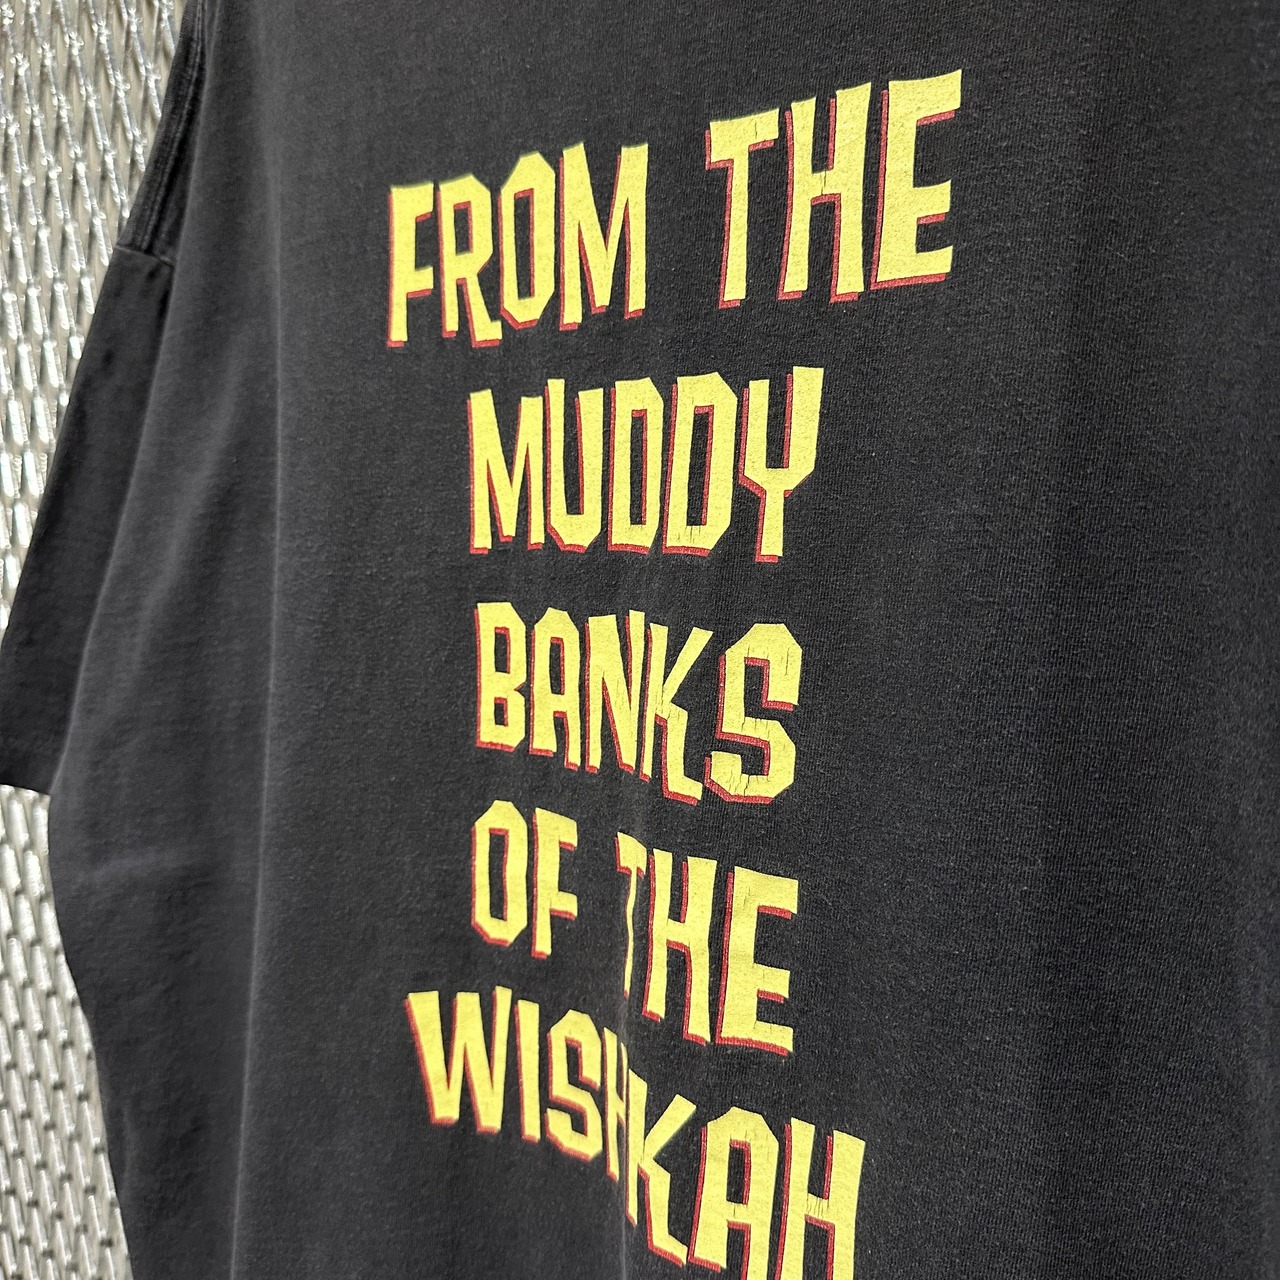 FROM THE
MUDDY
BANKS
OF THE
WISHKAH